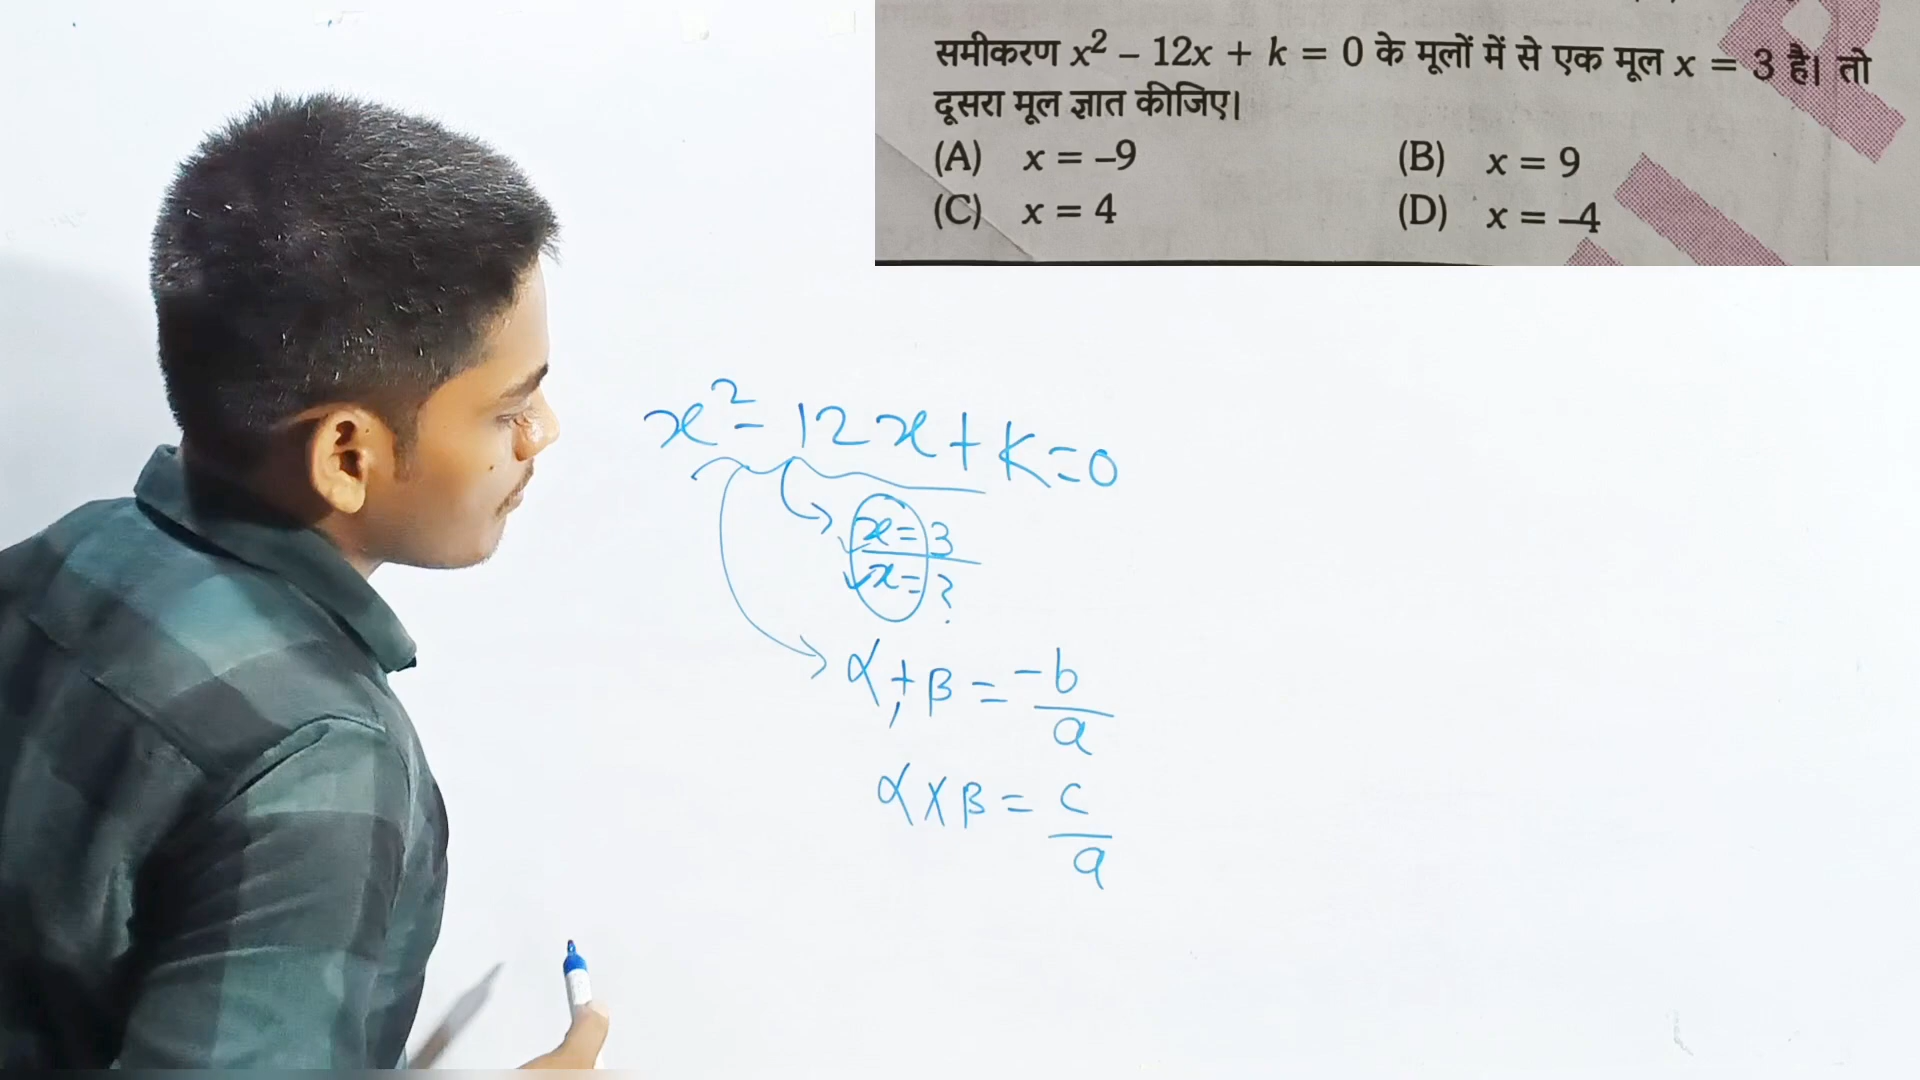 समीकरण x² – 12x + k = 0 के मूलों में से एक मूल x = 3 है। तो
दूसरा मूल ज्ञात कीजिए।
(A) x = –9 (B) x = 9
(C) x = 4 (D) x = –4
x² - 12x + k = 0
x = 3
x = ?
α + β = -b/a
α × β = c/a